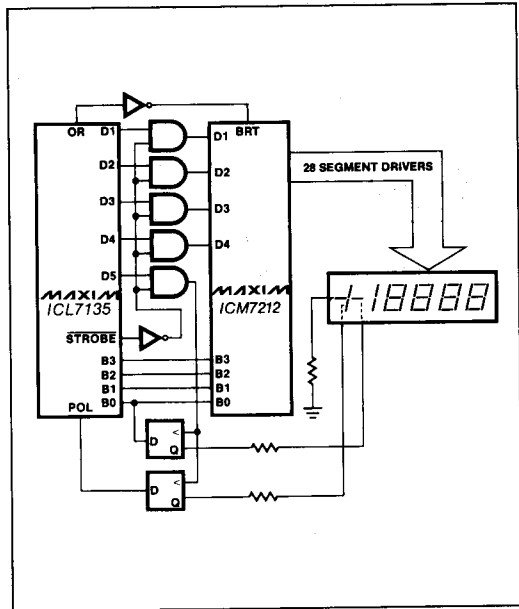 OR
D1
D2
D3
D4
D5
MAXIM
ICL7135
STROBE
B3
B2
B1
B0
POL
BRT
D1
D2
D3
D4
MAXIM
ICM7212
B3
B2
B1
B0
28 SEGMENT DRIVERS
18888
D
<
Q
D
<
Q